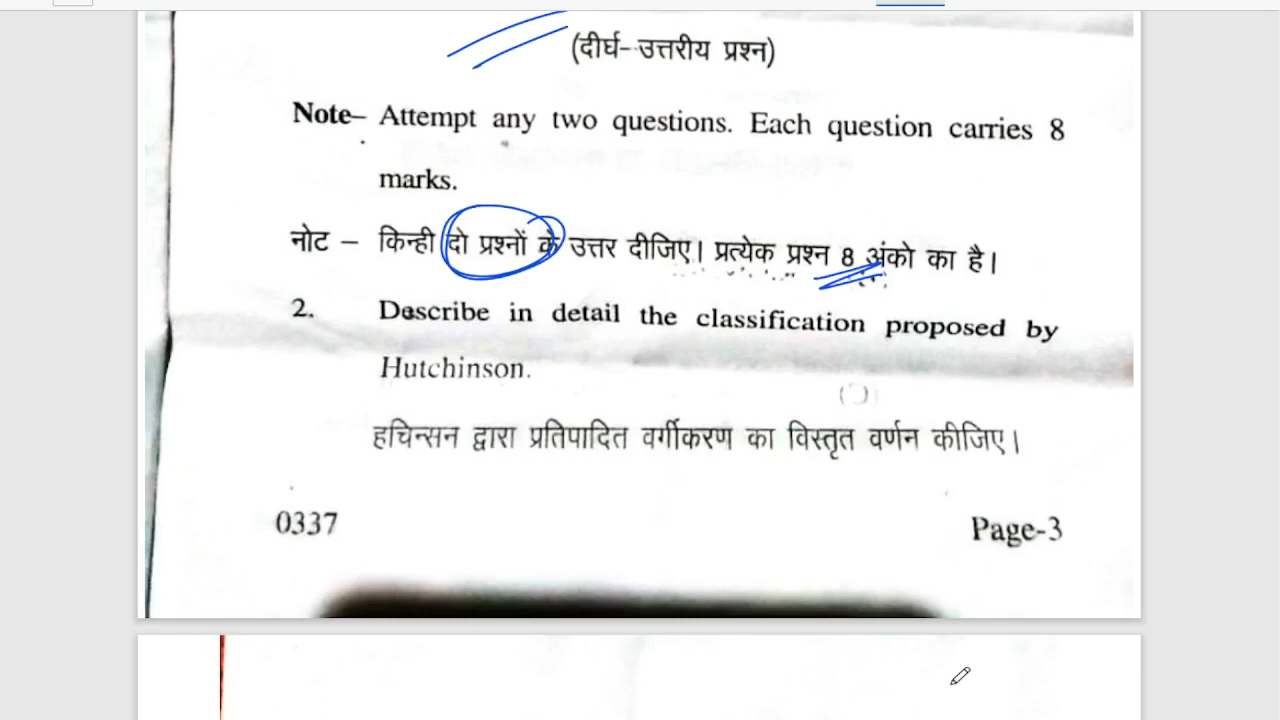 (दीर्घ-उत्तरीय प्रश्न)
Note– Attempt any two questions. Each question carries 8
marks.
नोट – किन्ही दो प्रश्नों के उत्तर दीजिए। प्रत्येक प्रश्न 8 अंको का है।
2. Describe in detail the classification proposed by
Hutchinson.
हचिन्सन द्वारा प्रतिपादित वर्गीकरण का विस्तृत वर्णन कीजिए।
0337 Page-3